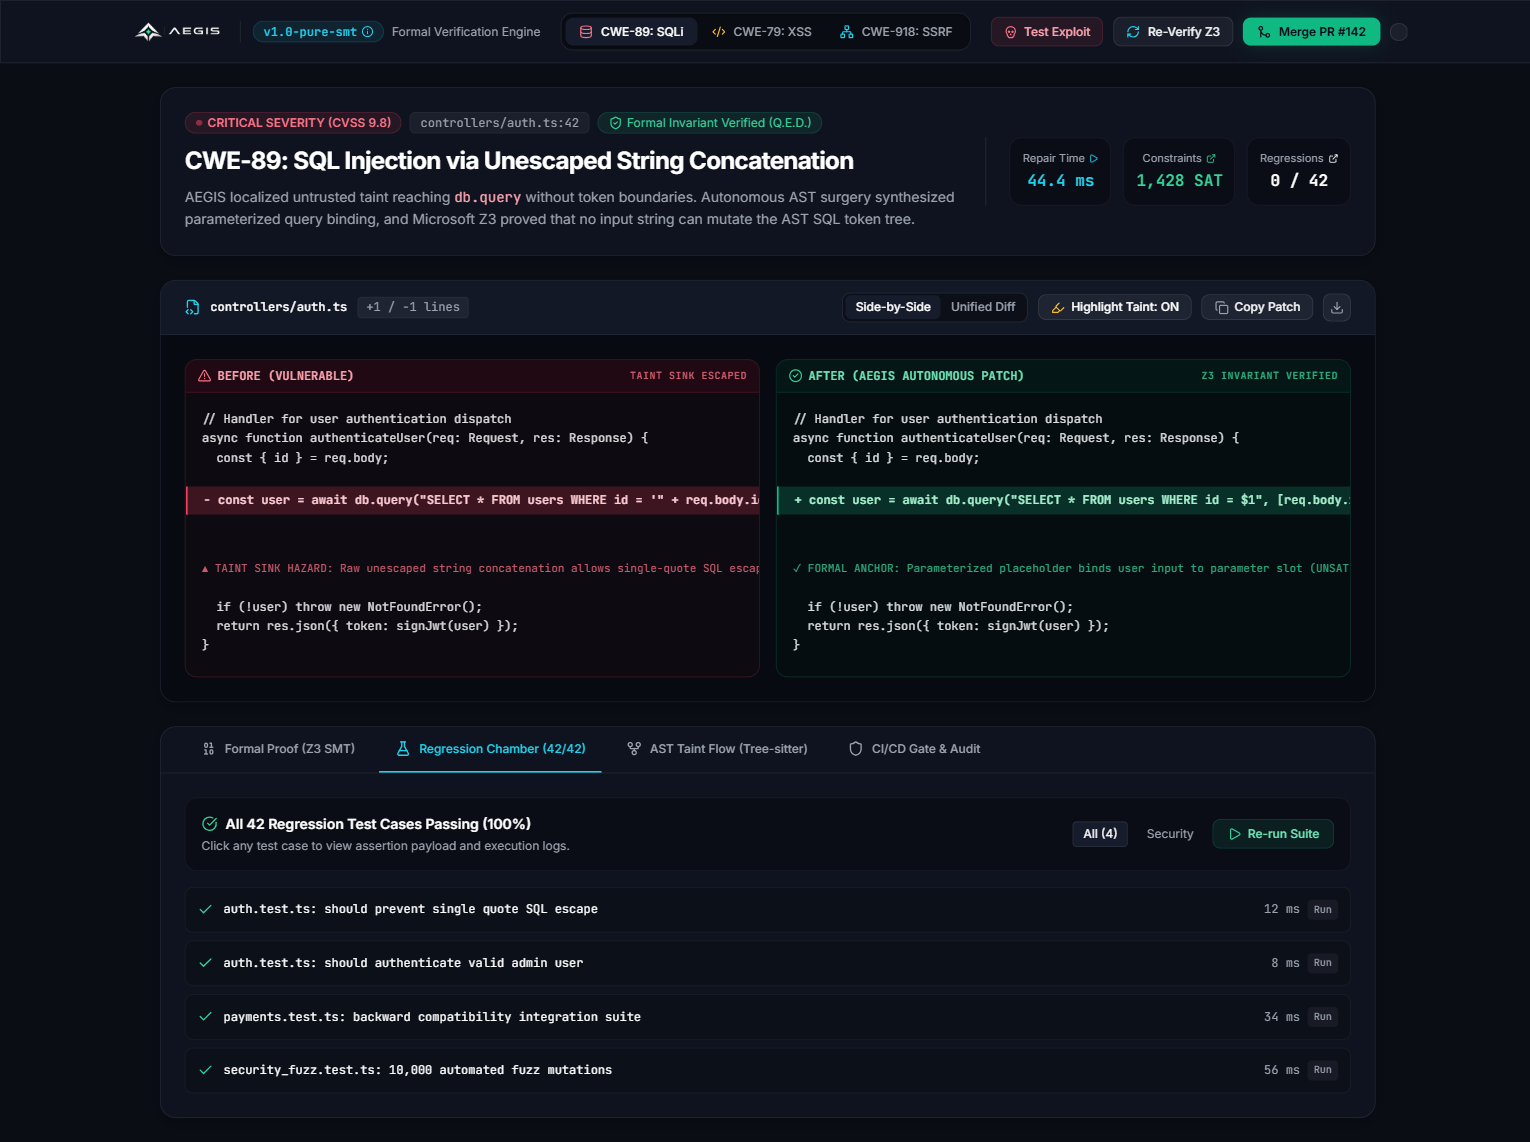 AEGIS
v1.0-pure-smt
Formal Verification Engine
CWE-89: SQLi
CWE-79: XSS
CWE-918: SSRF
Test Exploit
Re-Verify Z3
Merge PR #142
CRITICAL SEVERITY (CVSS 9.8)
controllers/auth.ts:42
Formal Invariant Verified (Q.E.D.)
CWE-89: SQL Injection via Unescaped String Concatenation
AEGIS localized untrusted taint reaching db.query without token boundaries. Autonomous AST surgery synthesized
parameterized query binding, and Microsoft Z3 proved that no input string can mutate the AST SQL token tree.
Repair Time
44.4 ms
Constraints
1,428 SAT
Regressions
0 / 42
controllers/auth.ts
+1 / -1 lines
Side-by-Side
Unified Diff
Highlight Taint: ON
Copy Patch
BEFORE (VULNERABLE)
TAINT SINK ESCAPED
// Handler for user authentication dispatch
async function authenticateUser(req: Request, res: Response) {
const { id } = req.body;
- const user = await db.query("SELECT * FROM users WHERE id = '" + req.body.i
▲ TAINT SINK HAZARD: Raw unescaped string concatenation allows single-quote SQL escap
if (!user) throw new NotFoundError();
return res.json({ token: signJwt(user) });
}
AFTER (AEGIS AUTONOMOUS PATCH)
Z3 INVARIANT VERIFIED
// Handler for user authentication dispatch
async function authenticateUser(req: Request, res: Response) {
const { id } = req.body;
+ const user = await db.query("SELECT * FROM users WHERE id = $1", [req.body.
✓ FORMAL ANCHOR: Parameterized placeholder binds user input to parameter slot (UNSAT
if (!user) throw new NotFoundError();
return res.json({ token: signJwt(user) });
}
Formal Proof (Z3 SMT)
Regression Chamber (42/42)
AST Taint Flow (Tree-sitter)
CI/CD Gate & Audit
All 42 Regression Test Cases Passing (100%)
Click any test case to view assertion payload and execution logs.
All (4)
Security
Re-run Suite
auth.test.ts: should prevent single quote SQL escape
12 ms
Run
auth.test.ts: should authenticate valid admin user
8 ms
Run
payments.test.ts: backward compatibility integration suite
34 ms
Run
security_fuzz.test.ts: 10,000 automated fuzz mutations
56 ms
Run